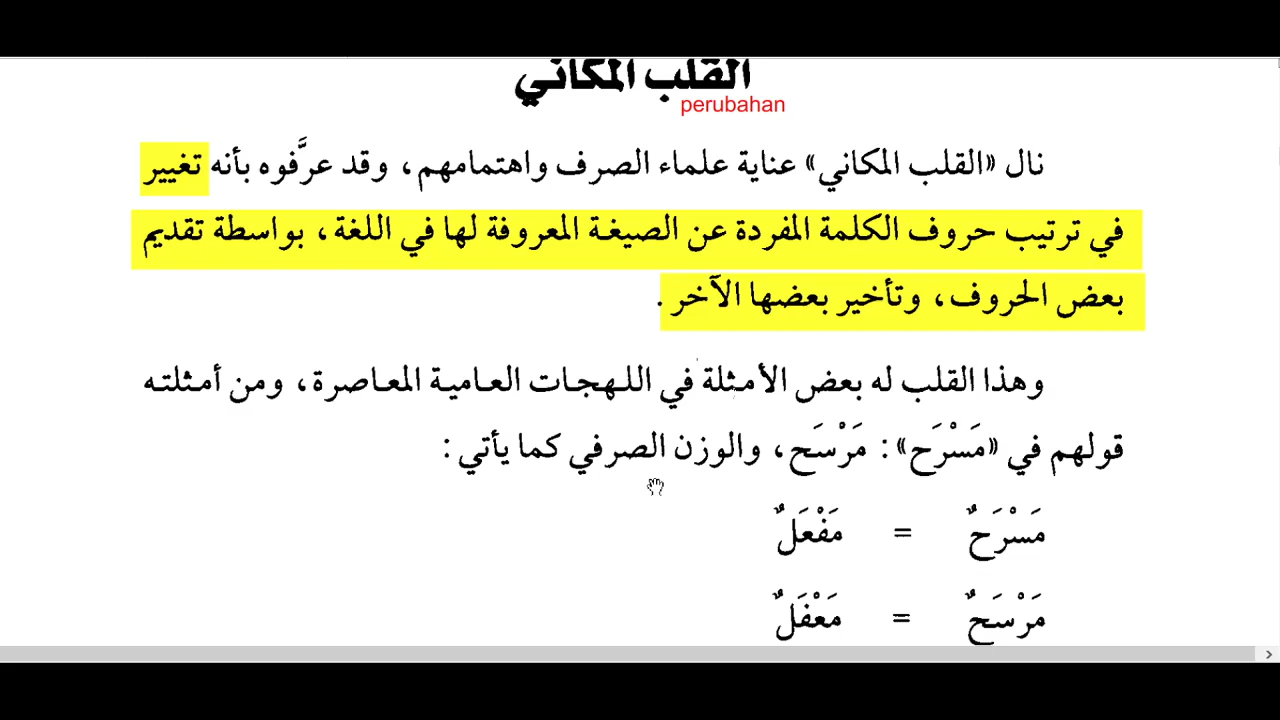 القلب المكاني
perubahan
نال «القلب المكاني» عناية علماء الصرف واهتمامهم، وقد عرَّفوه بأنه تغيير
في ترتيب حروف الكلمة المفردة عن الصيغة المعروفة لها في اللغة، بواسطة تقديم
بعض الحروف، وتأخير بعضها الآخر .
وهذا القلب له بعض الأمثلة في اللهجات العامية المعاصرة، ومن أمثلته
قولهم في «مَسْرَح» : مَرْسَح، والوزن الصرفي كما يأتي :
مَسْرَحٌ = مَفْعَلٌ
مَرْسَحٌ = مَعْفَلٌ